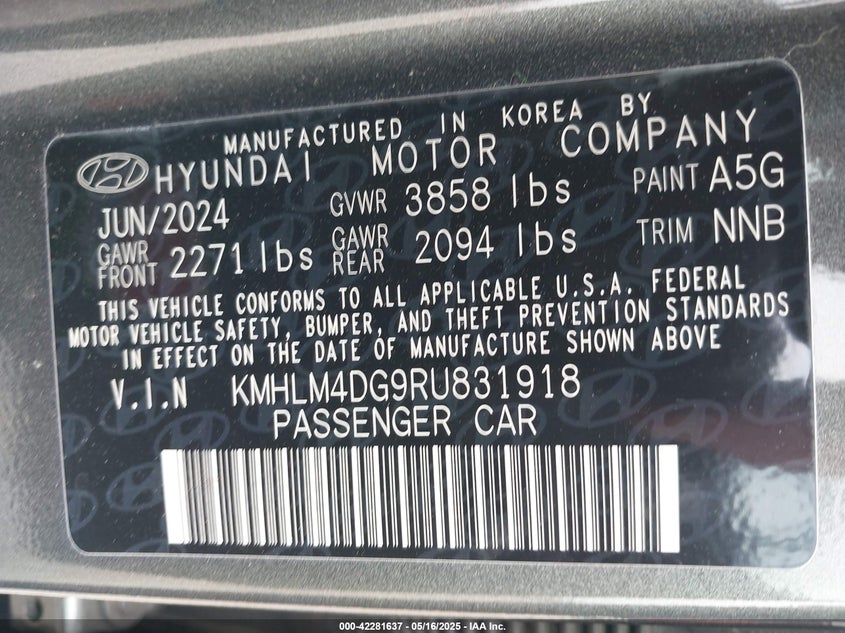 MANUFACTURED IN KOREA BY
HYUNDAI MOTOR COMPANY
JUN/2024 GVWR 3858 lbs PAINT A5G
GAWR FRONT 2271 lbs GAWR REAR 2094 lbs TRIM NNB
THIS VEHICLE CONFORMS TO ALL APPLICABLE U.S.A. FEDERAL
MOTOR VEHICLE SAFETY, BUMPER, AND THEFT PREVENTION STANDARDS
IN EFFECT ON THE DATE OF MANUFACTURE SHOWN ABOVE
V.I.N KMHLM4DG9RU831918
PASSENGER CAR
000-42281637 - 05/16/2025 - IAA Inc.